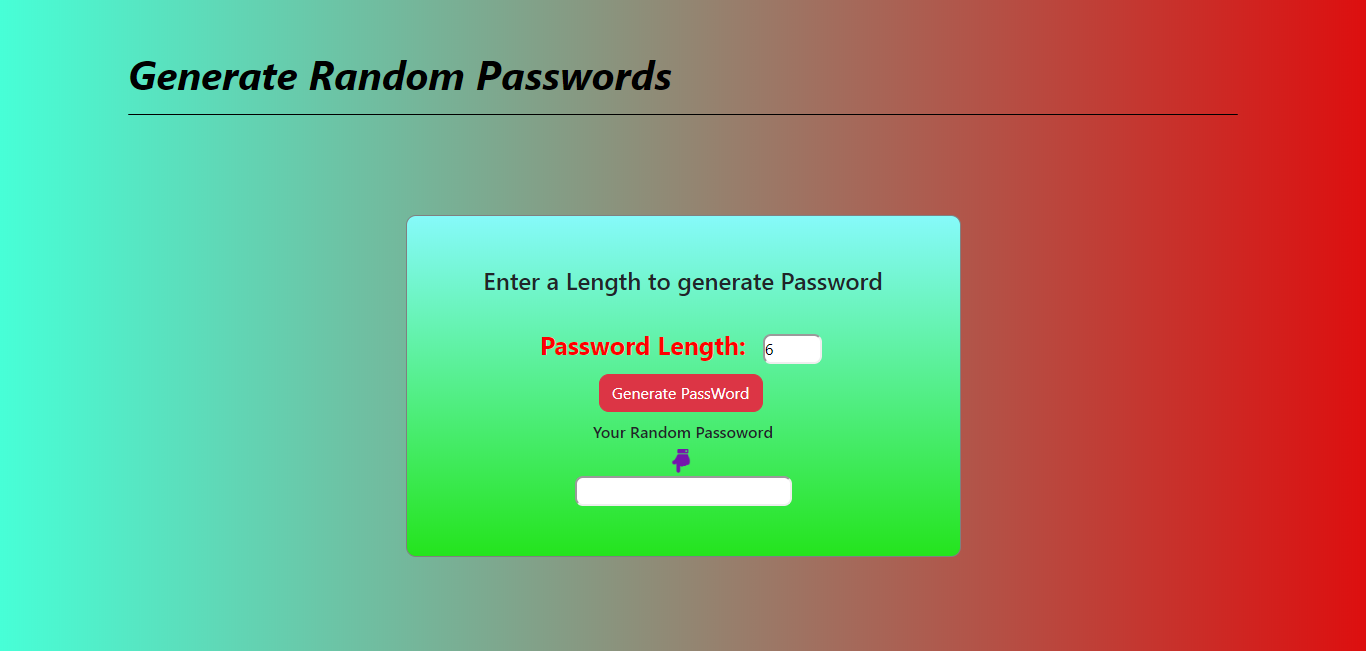 Generate Random Passwords
Enter a Length to generate Password
Password Length: 6
Generate PassWord
Your Random Passoword